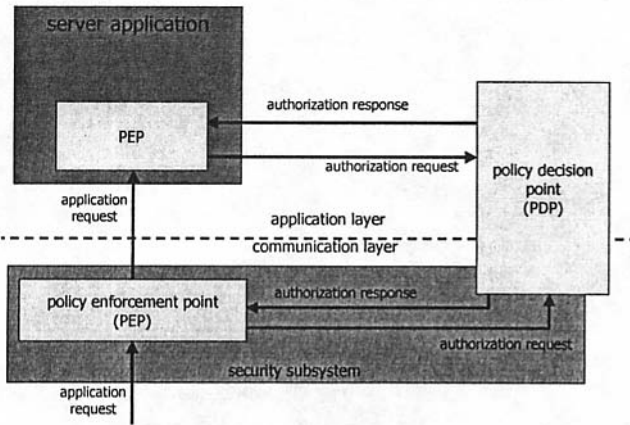 server application
authorization response
PEP
authorization request
policy decision
point
(PDP)
application
request
application layer
communication layer
policy enforcement point
(PEP)
authorization response
authorization request
security subsystem
application
request